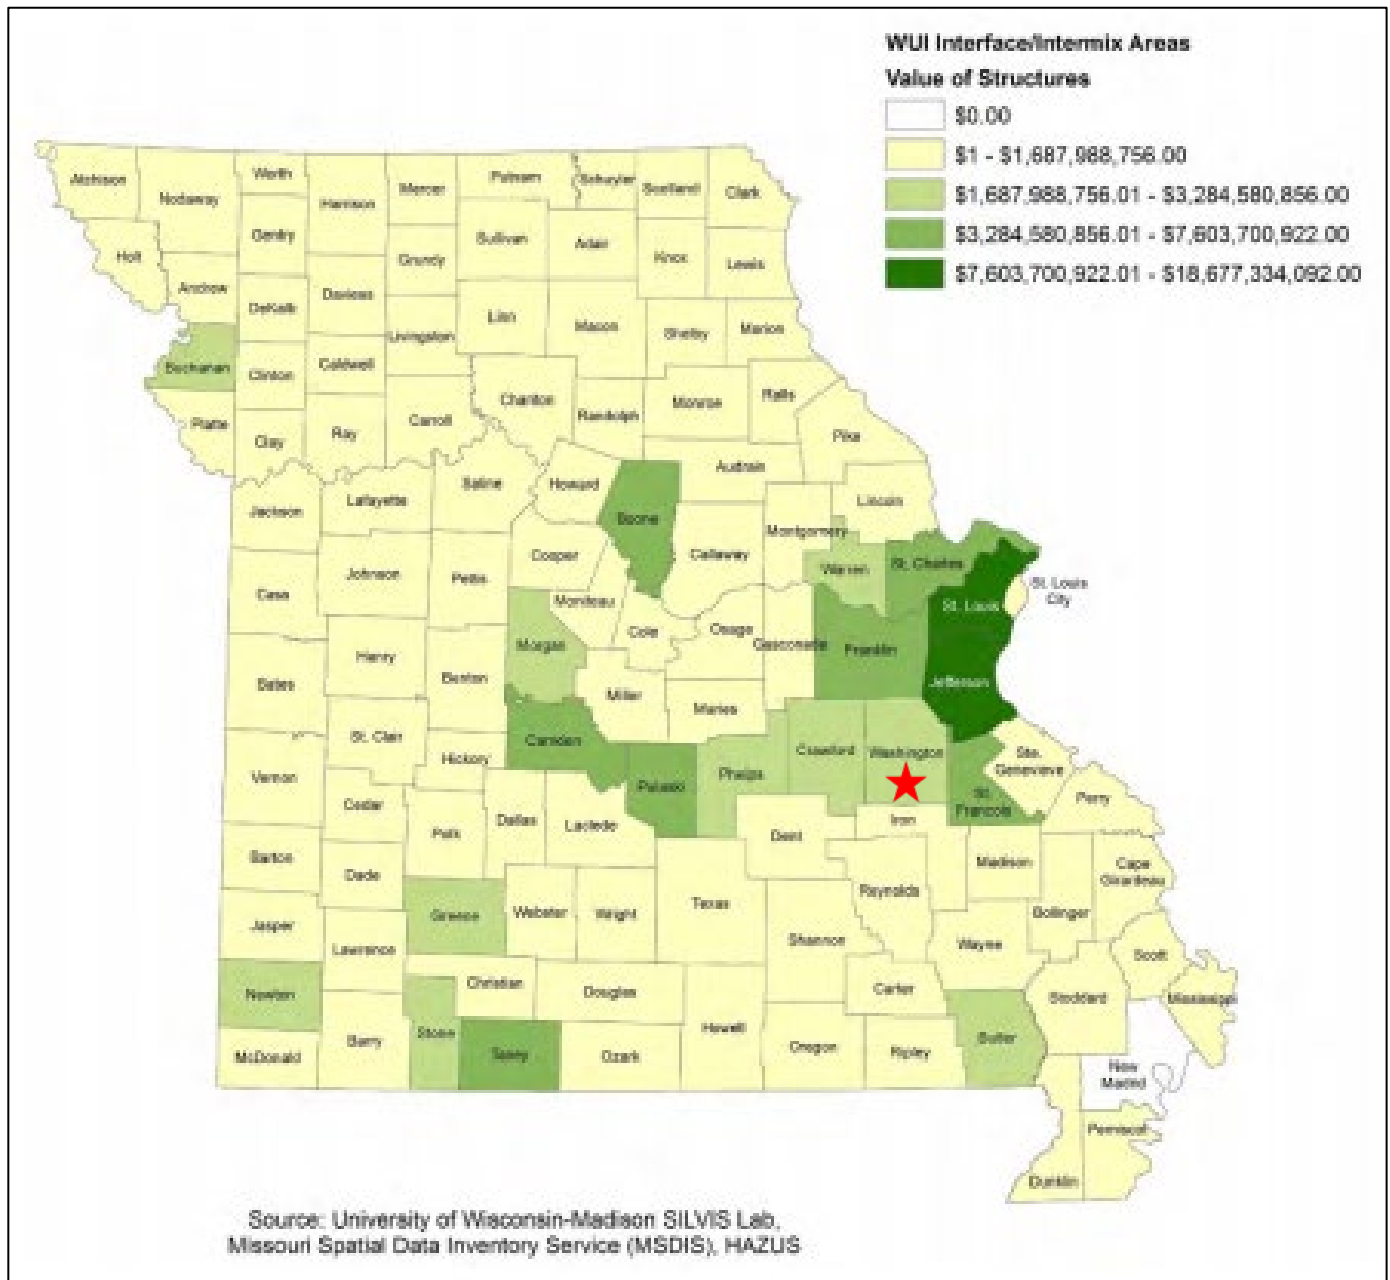 WUI Interface/Intermix Areas
Value of Structures
$0.00
$1 - $1,687,988,756.00
$1,687,988,756.01 - $3,284,580,856.00
$3,284,580,856.01 - $7,603,700,922.00
$7,603,700,922.01 - $18,677,334,092.00
Atchison
Nodaway
Worth
Harrison
Mercer
Putnam
Schuyler
Scotland
Clark
Holt
Andrew
Gentry
DeKalb
Daviess
Grundy
Sullivan
Adair
Knox
Lewis
Buchanan
Clinton
Caldwell
Livingston
Linn
Macon
Shelby
Marion
Platte
Clay
Ray
Carroll
Chariton
Randolph
Monroe
Ralls
Pike
Jackson
Lafayette
Saline
Howard
Boone
Audrain
Callaway
Montgomery
Lincoln
Cass
Johnson
Pettis
Cooper
Moniteau
Cole
Osage
Gasconade
Warren
St. Charles
St. Louis
St. Louis
City
Bates
Henry
Benton
Morgan
Miller
Maries
Franklin
Jefferson
Vernon
St. Clair
Hickory
Camden
Pulaski
Phelps
Crawford
Washington
Ste.
Genevieve
St.
Francois
Perry
Barton
Cedar
Polk
Dallas
Laclede
Dent
Iron
Madison
Cape
Girardeau
Jasper
Dade
Greene
Webster
Wright
Texas
Shannon
Reynolds
Wayne
Bollinger
Scott
Newton
Lawrence
Christian
Douglas
Howell
Carter
Stoddard
Mississippi
McDonald
Barry
Stone
Taney
Ozark
Oregon
Ripley
Butler
New
Madrid
Pemiscot
Dunklin
Source: University of Wisconsin-Madison SILVIS Lab,
Missouri Spatial Data Inventory Service (MSDIS), HAZUS